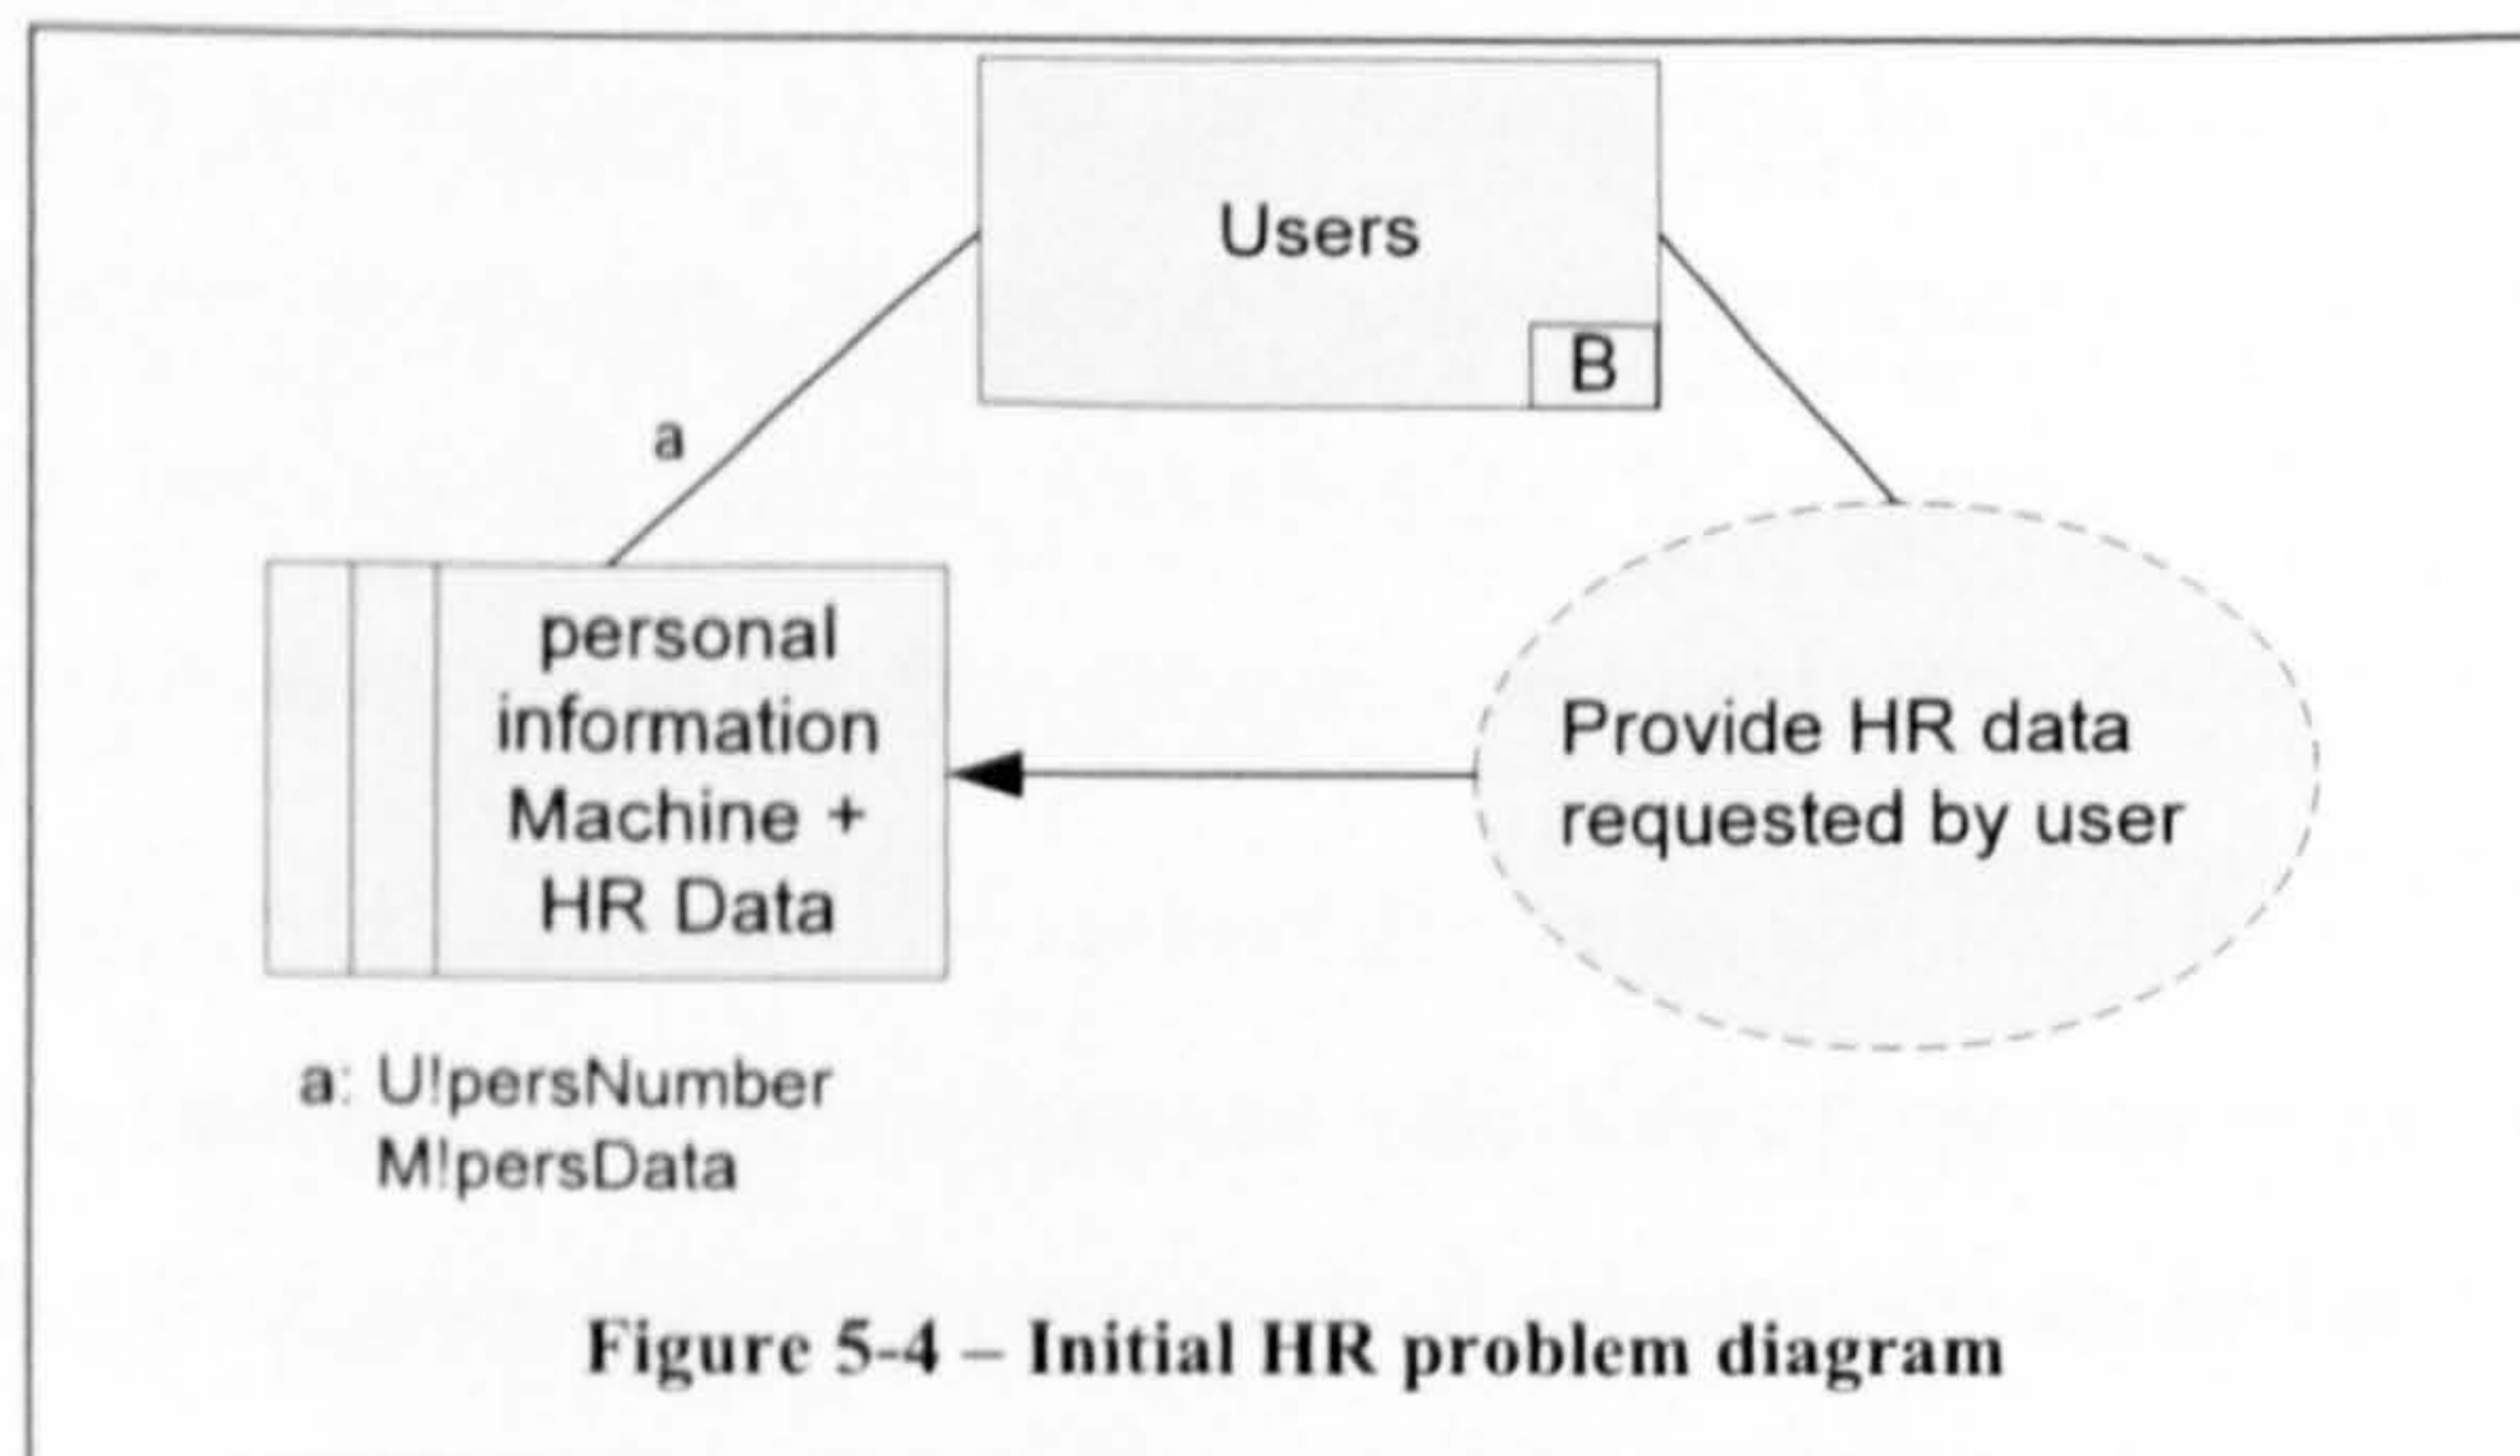 Users
B
a
personal
information
Machine +
HR Data
Provide HR data
requested by user
a: U!persNumber
M!persData
Figure 5-4 – Initial HR problem diagram